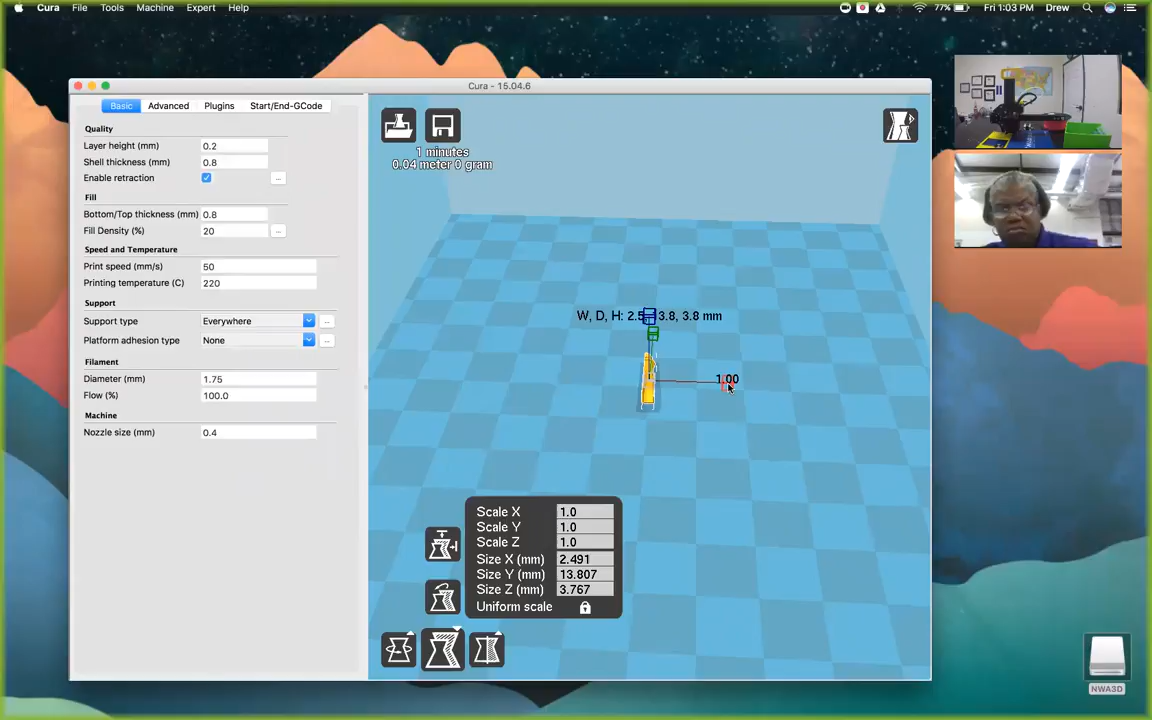 Cura File Tools Machine Expert Help
77% Fri 1:03 PM Drew
Cura - 15.04.6
Basic Advanced Plugins Start/End-GCode
Quality
Layer height (mm) 0.2
Shell thickness (mm) 0.8
Enable retraction ...
Fill
Bottom/Top thickness (mm) 0.8
Fill Density (%) 20 ...
Speed and Temperature
Print speed (mm/s) 50
Printing temperature (C) 220
Support
Support type Everywhere ...
Platform adhesion type None ...
Filament
Diameter (mm) 1.75
Flow (%) 100.0
Machine
Nozzle size (mm) 0.4
1 minutes
0.04 meter 0 gram
W, D, H: 2.5 3.8, 3.8 mm
1.00
Scale X 1.0
Scale Y 1.0
Scale Z 1.0
Size X (mm) 2.491
Size Y (mm) 13.807
Size Z (mm) 3.767
Uniform scale
NWA3D